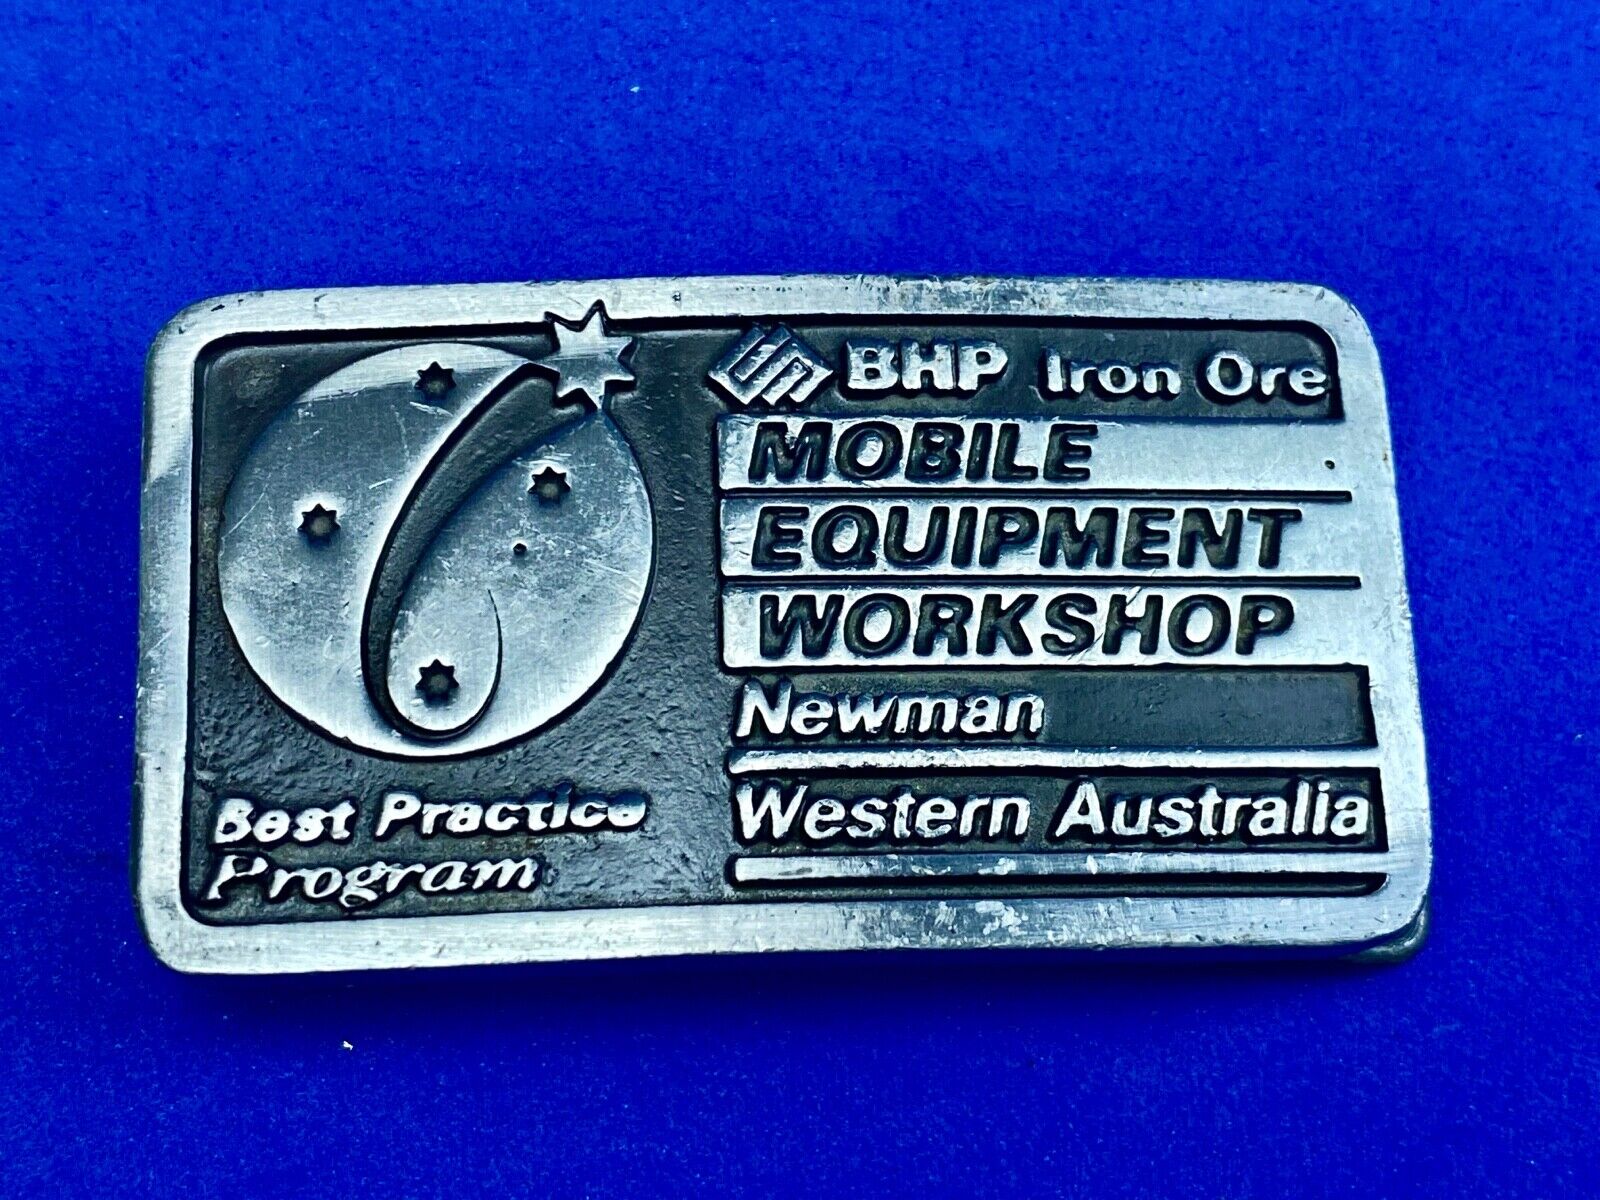 Best Practice
Program
BHP Iron Ore
MOBILE
EQUIPMENT
WORKSHOP
Newman
Western Australia